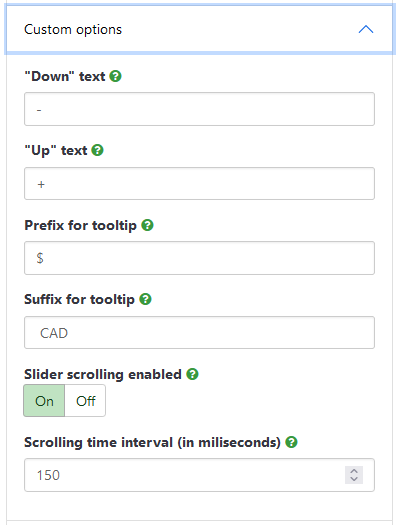 Custom options
"Down" text ?
-
"Up" text ?
+
Prefix for tooltip ?
$
Suffix for tooltip ?
CAD
Slider scrolling enabled ?
On Off
Scrolling time interval (in miliseconds) ?
150